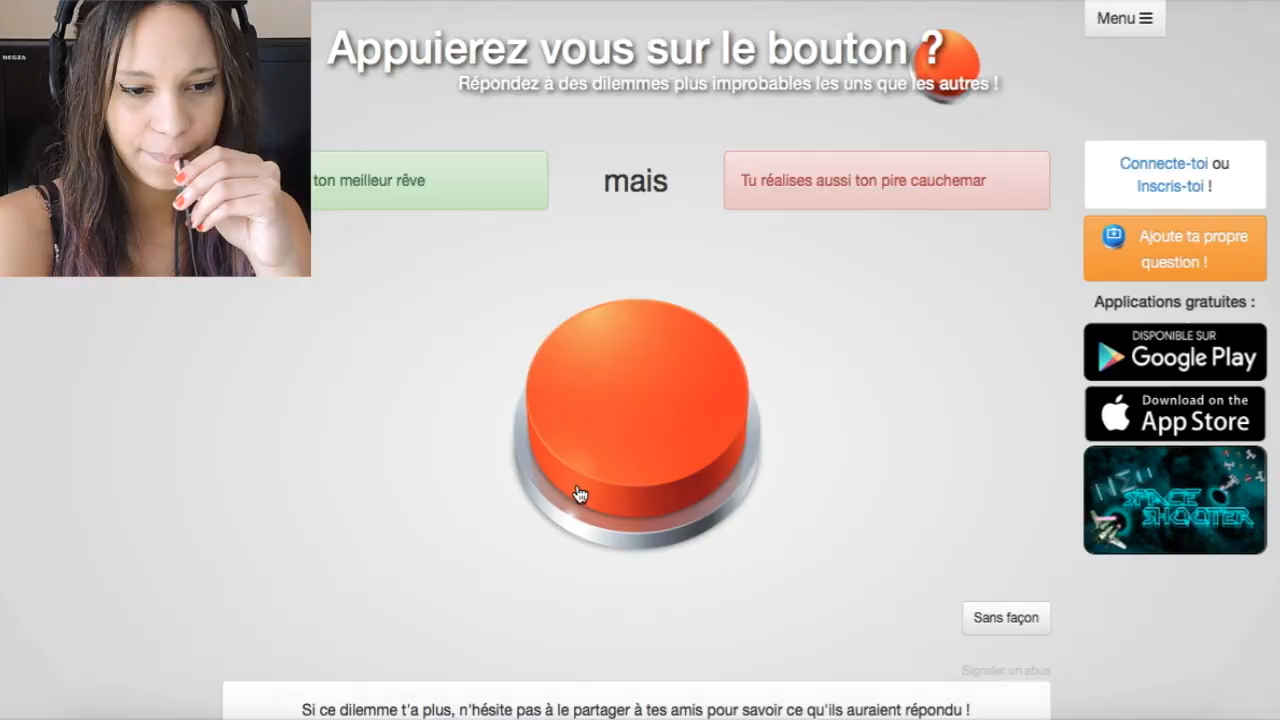 REGZA
Appuierez vous sur le bouton ?
Répondez à des dilemmes plus improbables les uns que les autres !
Menu
ton meilleur rêve
mais
Tu réalises aussi ton pire cauchemar
Connecte-toi ou
Inscris-toi !
Ajoute ta propre
question !
Applications gratuites :
DISPONIBLE SUR
Google Play
Download on the
App Store
NEW
SPACE
SHOOTER
Sans façon
Signaler un abus
Si ce dilemme t'a plus, n'hésite pas à le partager à tes amis pour savoir ce qu'ils auraient répondu !